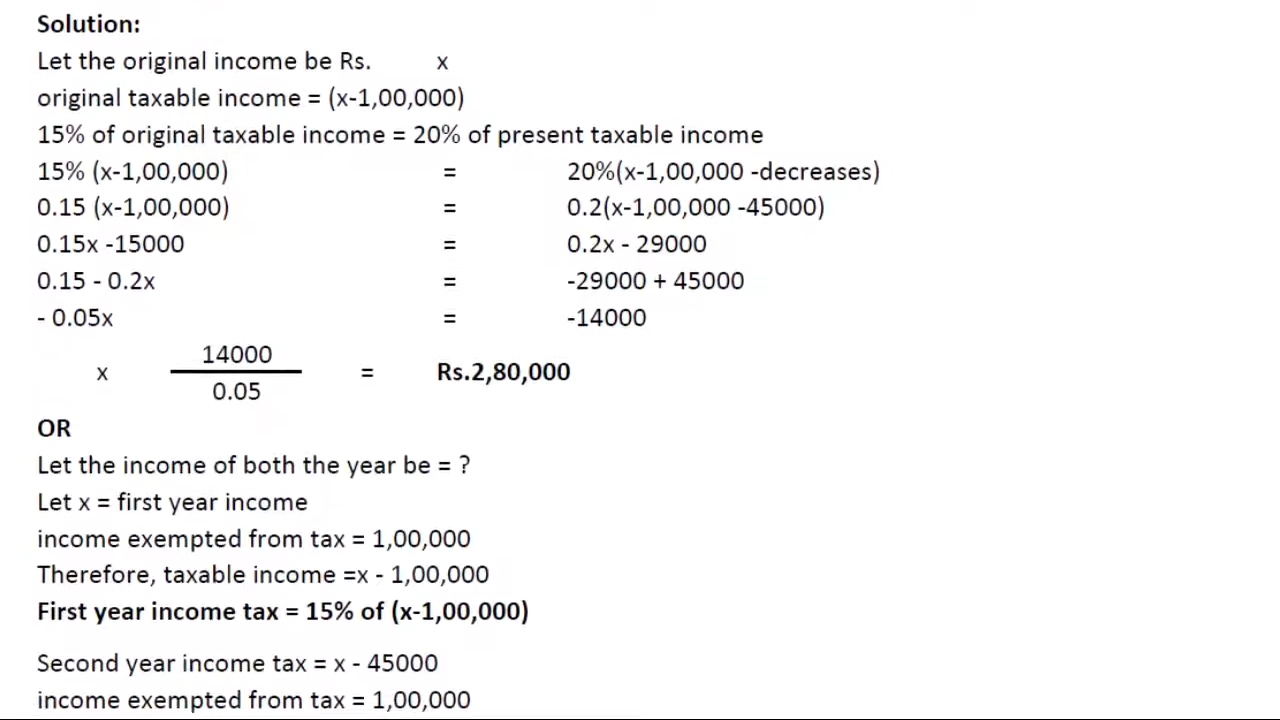 Solution:
Let the original income be Rs. x
original taxable income = (x-1,00,000)
15% of original taxable income = 20% of present taxable income
15% (x-1,00,000) = 20%(x-1,00,000 -decreases)
0.15 (x-1,00,000) = 0.2(x-1,00,000 -45000)
0.15x -15000 = 0.2x - 29000
0.15 - 0.2x = -29000 + 45000
- 0.05x = -14000
14000
x = Rs.2,80,000
0.05
OR
Let the income of both the year be = ?
Let x = first year income
income exempted from tax = 1,00,000
Therefore, taxable income =x - 1,00,000
First year income tax = 15% of (x-1,00,000)
Second year income tax = x - 45000
income exempted from tax = 1,00,000